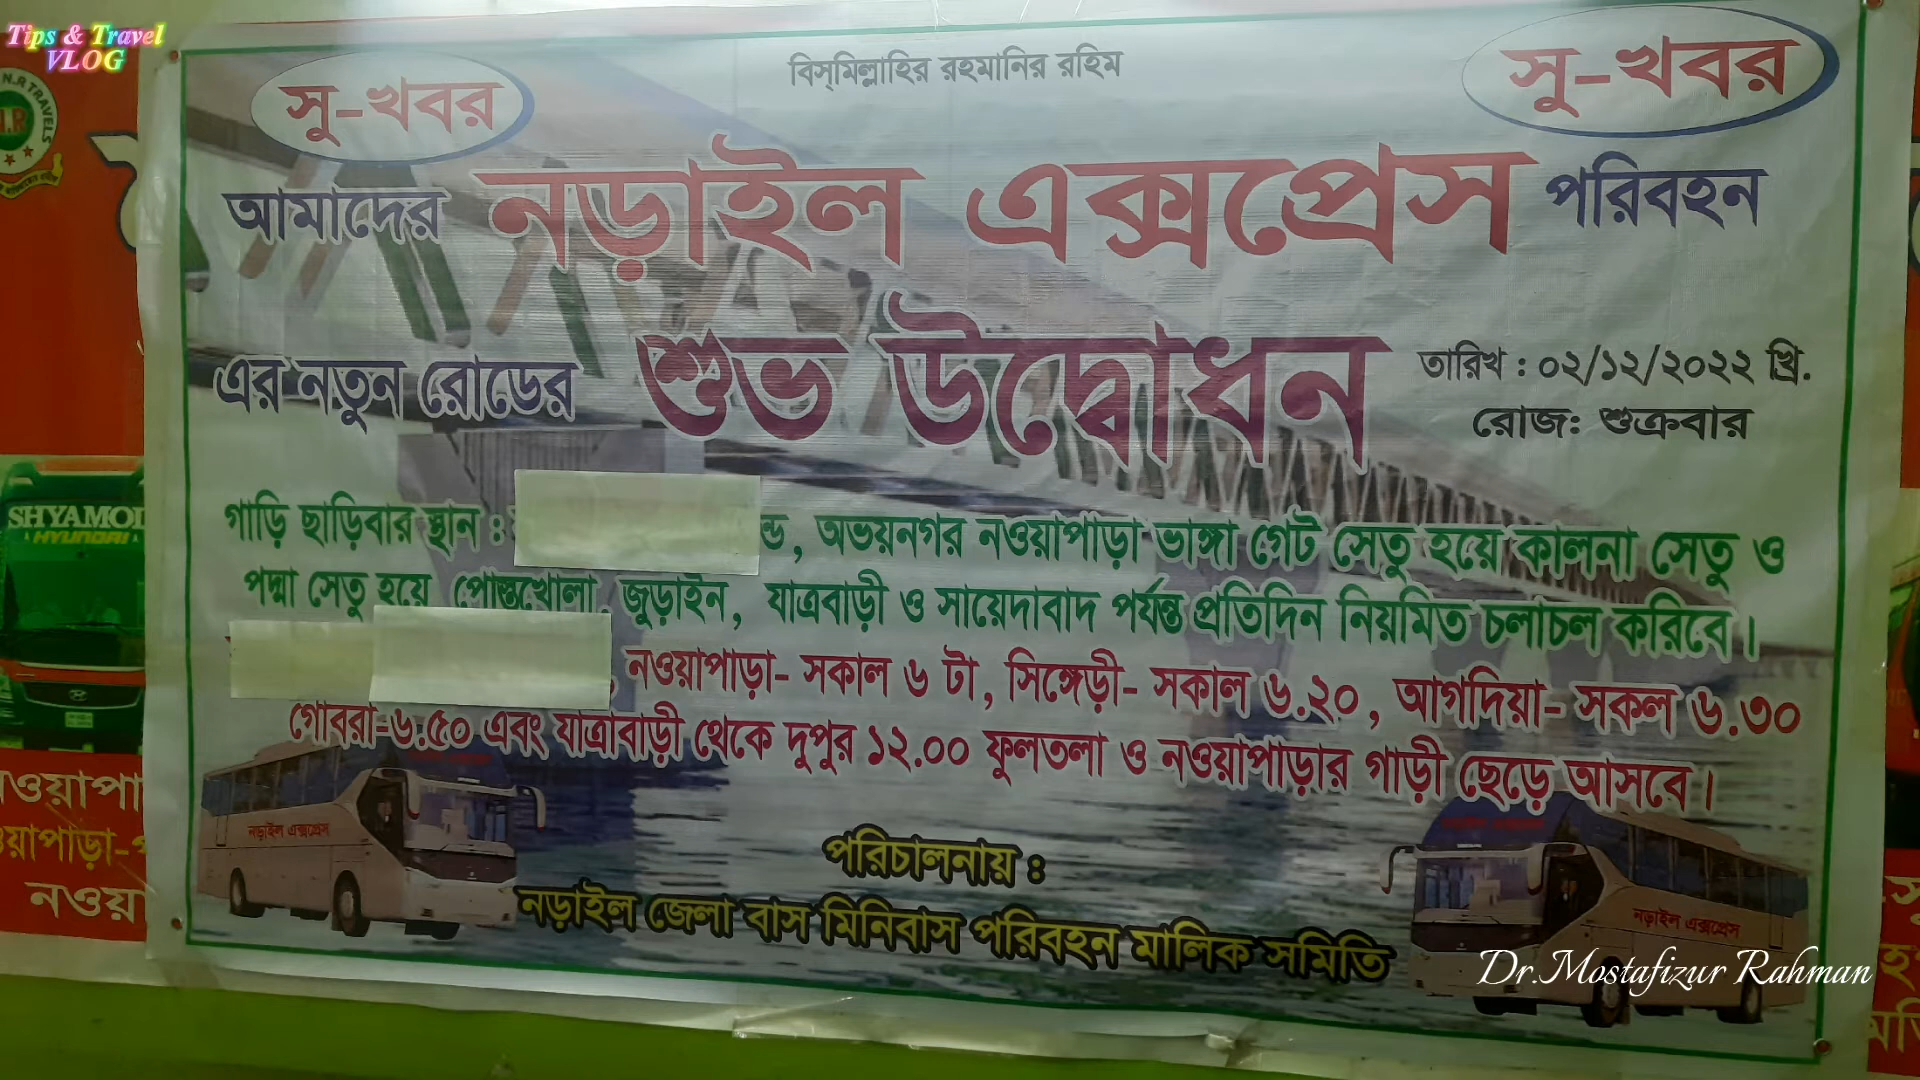 Tips & Travel
VLOG
N.R TRAVELS
N.R
বিস্‌মিল্লাহির রহমানির রহিম
সু-খবর
সু-খবর
আমাদের নড়াইল এক্সপ্রেস পরিবহন
এর নতুন রোডের শুভ উদ্বোধন
তারিখ : ০২/১২/২০২২ খ্রি.
রোজ: শুক্রবার
গাড়ি ছাড়িবার স্থান : ন্ড, অভয়নগর নওয়াপাড়া ভাঙ্গা গেট সেতু হয়ে কালনা সেতু ও
পদ্মা সেতু হয়ে পোস্তখোলা, জুড়াইন, যাত্রবাড়ী ও সায়েদাবাদ পর্যন্ত প্রতিদিন নিয়মিত চলাচল করিবে।
, নওয়াপাড়া- সকাল ৬ টা, সিঙ্গেড়ী- সকাল ৬.২০, আগদিয়া- সকল ৬.৩০
গোবরা-৬.৫০ এবং যাত্রাবাড়ী থেকে দুপুর ১২.০০ ফুলতলা ও নওয়াপাড়ার গাড়ী ছেড়ে আসবে।
পরিচালনায় :
নড়াইল জেলা বাস মিনিবাস পরিবহন মালিক সমিতি
নড়াইল এক্সপ্রেস
নড়াইল এক্সপ্রেস
SHYAMOL
HYUNDAI
Dr.Mostafizur Rahman